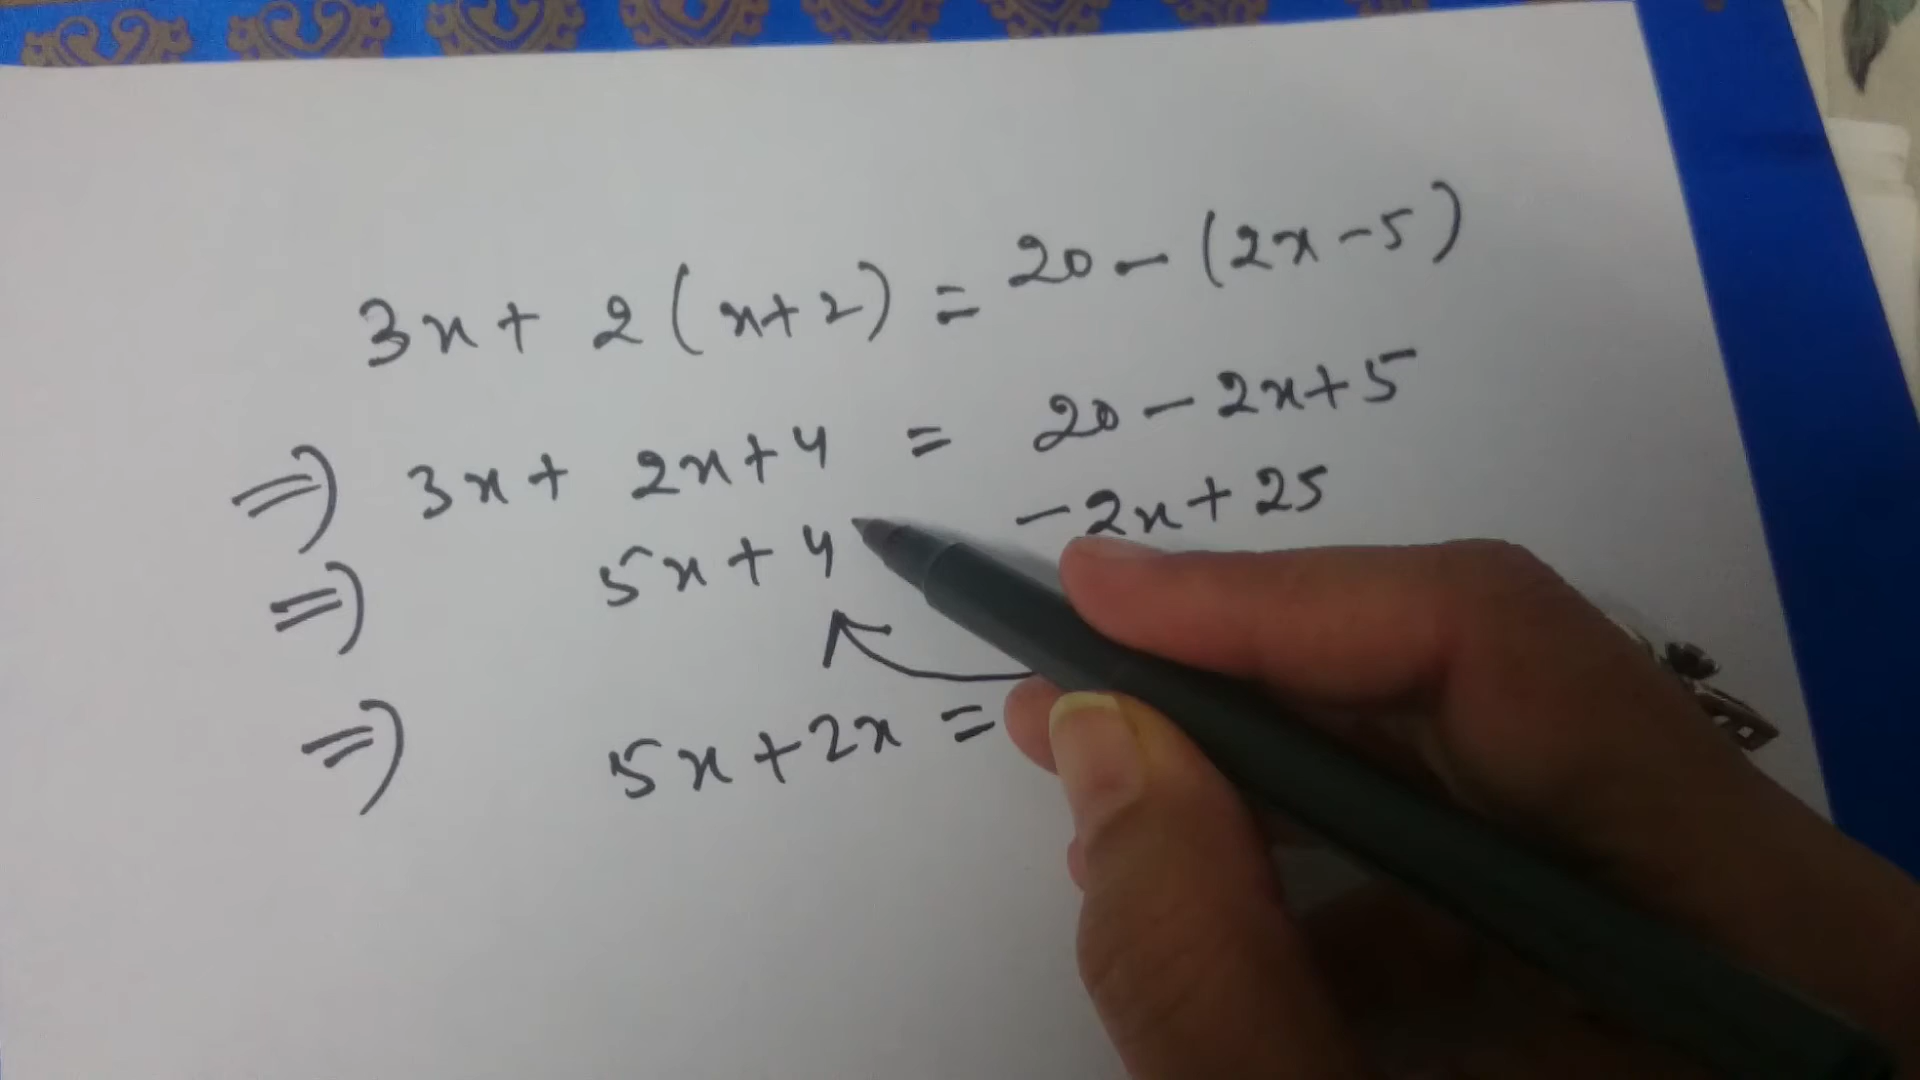 3x + 2 (x+2) = 20 - (2x-5)
⇒ 3x + 2x+4 = 20 - 2x+5
⇒ 5x + 4 -2x+25
⇒ 5x+2x =